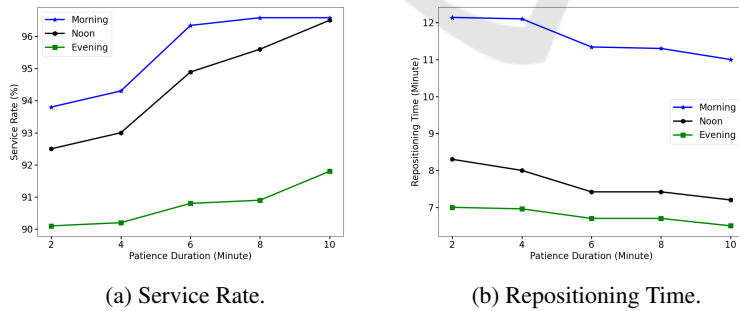 Morning
Noon
Evening
96
95
94
93
92
91
90
Service Rate (%)
2 4 6 8 10
Patience Duration (Minute)
(a) Service Rate.
12
11
9
8
7
Repositioning Time (Minute)
Morning
Noon
Evening
2 4 6 8 10
Patience Duration (Minute)
(b) Repositioning Time.